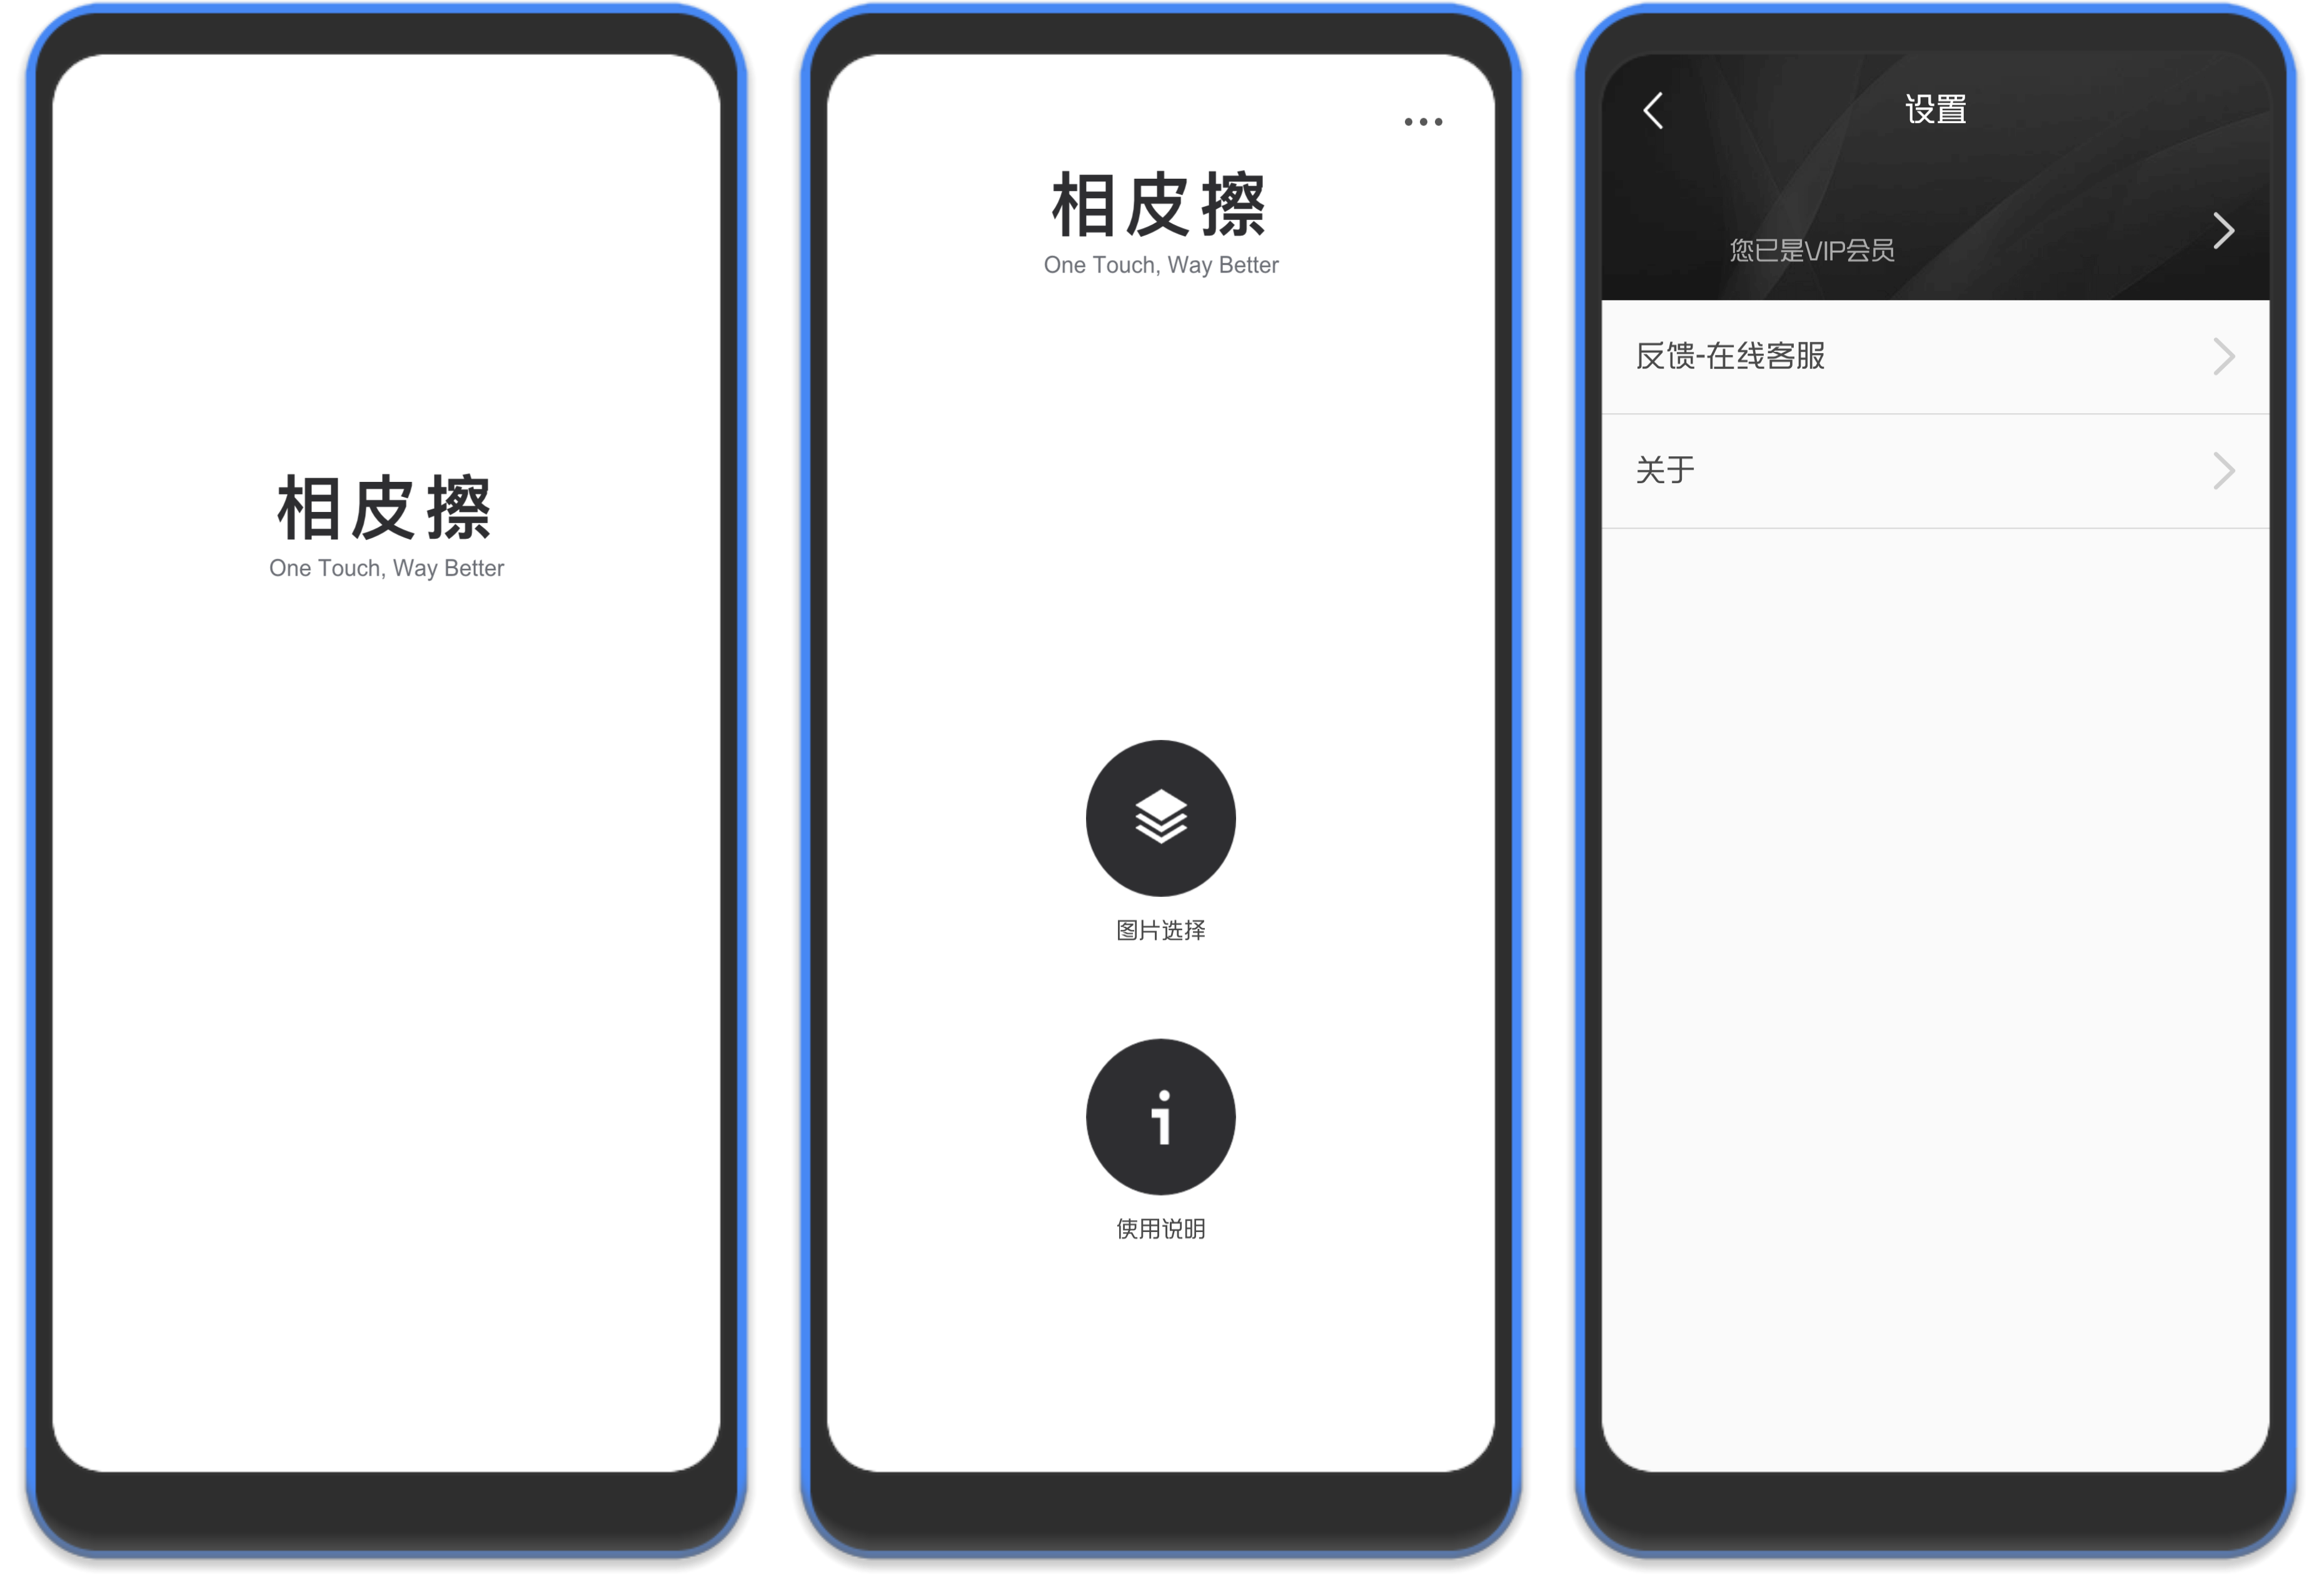 相皮擦
One Touch, Way Better
相皮擦
One Touch, Way Better
图片选择
使用说明
设置
您已是VIP会员
反馈-在线客服
关于